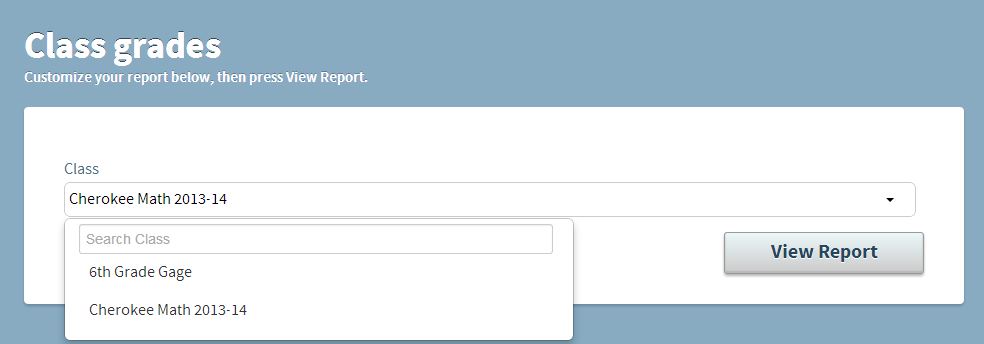 Class grades
Customize your report below, then press View Report.
Class
Cherokee Math 2013-14
Search Class
6th Grade Gage
View Report
Cherokee Math 2013-14